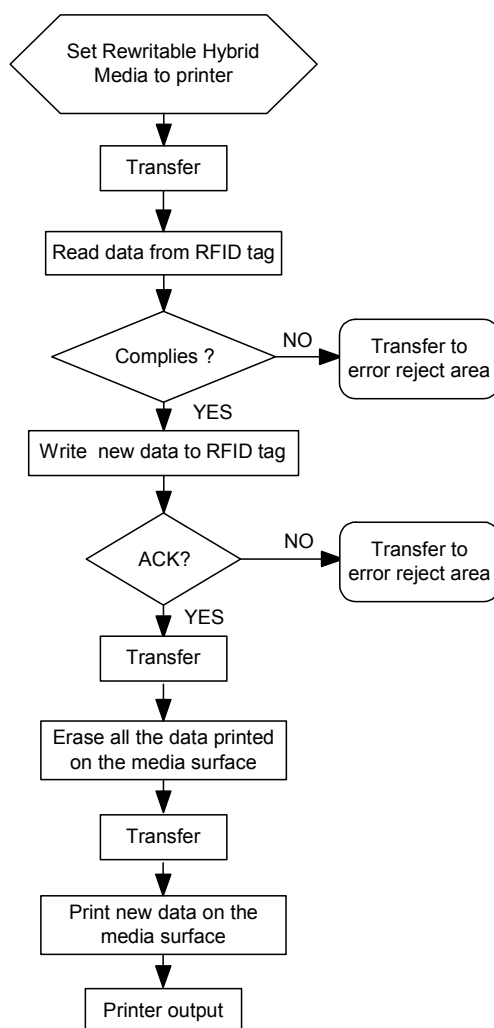 Set Rewritable Hybrid
Media to printer
Transfer
Read data from RFID tag
Complies ?
NO
Transfer to
error reject area
YES
Write new data to RFID tag
ACK?
NO
Transfer to
error reject area
YES
Transfer
Erase all the data printed
on the media surface
Transfer
Print new data on the
media surface
Printer output